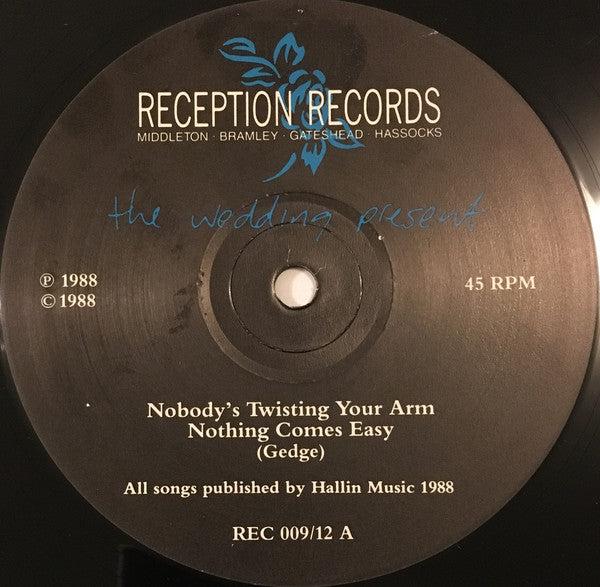 RECEPTION RECORDS
MIDDLETON · BRAMLEY · GATESHEAD · HASSOCKS
the wedding present
℗ 1988
© 1988
45 RPM
Nobody's Twisting Your Arm
Nothing Comes Easy
(Gedge)
All songs published by Hallin Music 1988
REC 009/12 A